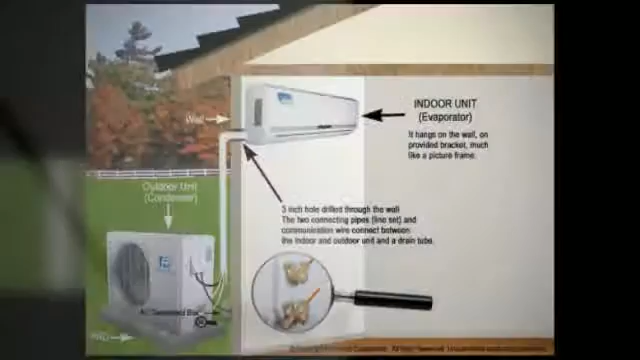 INDOOR UNIT
(Evaporator)
It hangs on the wall, on
provided bracket, much
like a picture frame.
Wall
Outdoor Unit
(Condenser)
3 inch hole drilled through the wall
The two connecting pipes (line set) and
communication wire connect between
the indoor and outdoor unit and a drain tube.